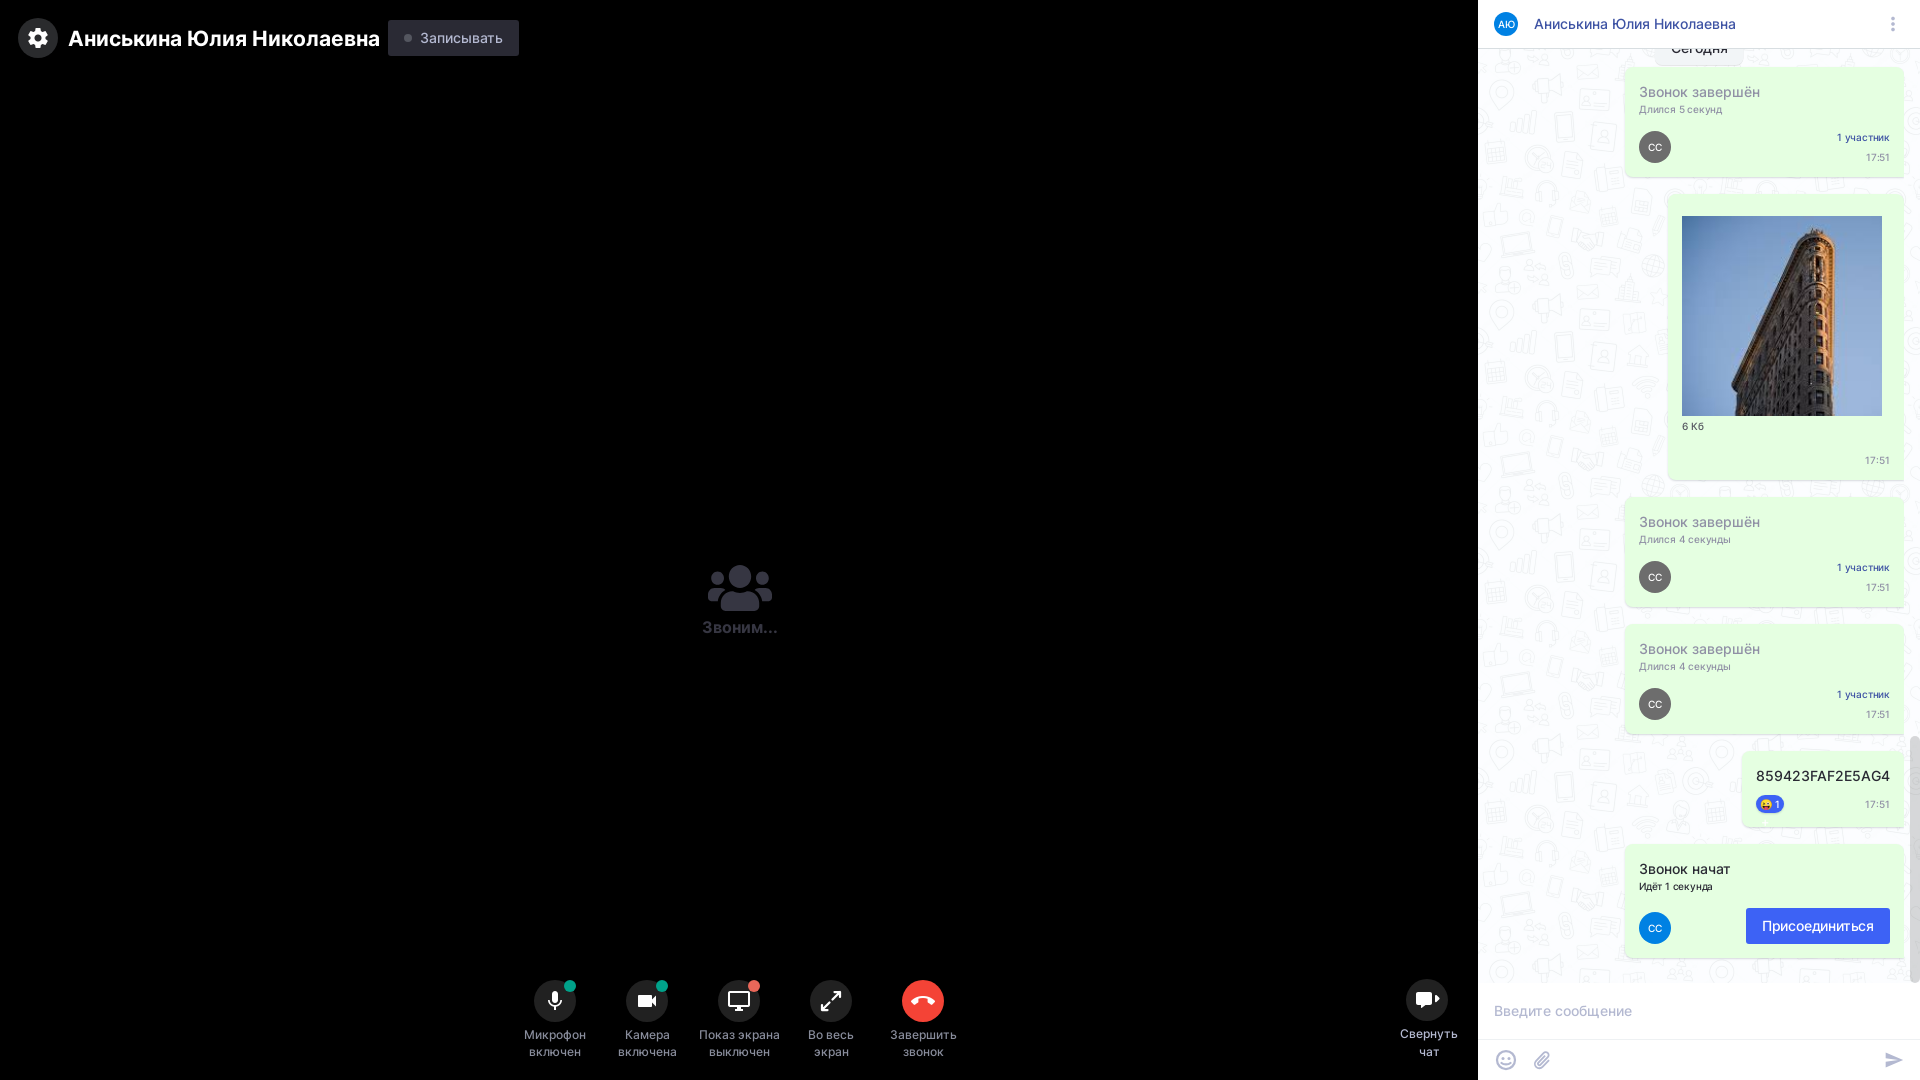 Аниськина Юлия Николаевна
Записывать
Звоним...
Микрофон включен
Камера включена
Показ экрана выключен
Во весь экран
Завершить звонок
Свернуть чат
АЮ
Аниськина Юлия Николаевна
Сегодня
Звонок завершён
Длился 5 секунд
СС
1 участник
17:51
6 Кб
17:51
Звонок завершён
Длился 4 секунды
СС
1 участник
17:51
Звонок завершён
Длился 4 секунды
СС
1 участник
17:51
859423FAF2E5AG4
1
17:51
Звонок начат
Идёт 1 секунда
СС
Присоединиться
Введите сообщение